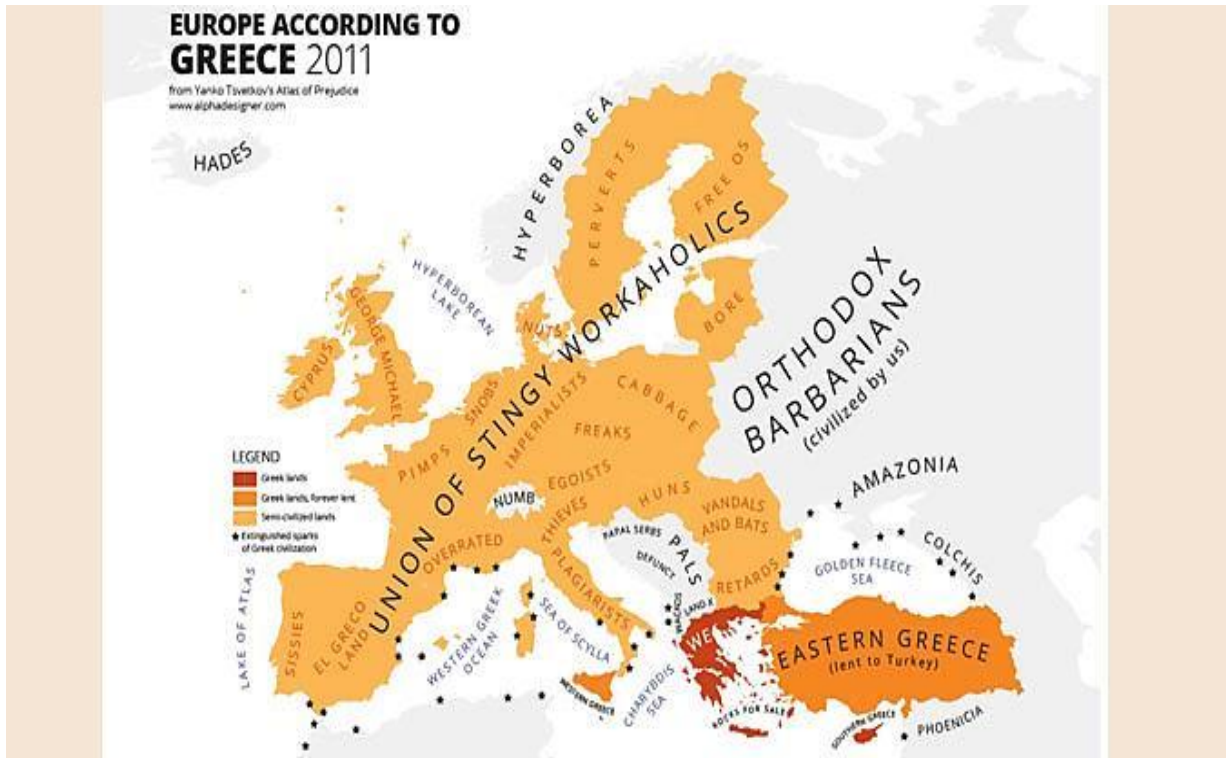 EUROPE ACCORDING TO
GREECE 2011
from Yanko Tsvetkov's Atlas of Prejudice
www.alphadesigner.com
HADES
HYPERBOREA
PERVERTS
FREE OS
HYPERBOREAN
LAKE
UNION OF STINGY WORKAHOLICS
NUTS
BORE
GEORGE MICHAEL
CYPRUS
ORTHODOX
BARBARIANS
(civilized by us)
SNOBS
IMPERIALISTS
CABBAGE
FREAKS
PIMPS
EGOISTS
NUMB
HUNS
VANDALS
AND BATS
AMAZONIA
LEGEND
Greek lands
Greek lands, forever lent
Semi-civilized lands
Extinguished sparks
of Greek civilization
OVERRATED
THIEVES
PLAGIARISTS
PAPAL SERBS
DEFUNCT
PALS
RETARDS
GOLDEN FLEECE
SEA
COLCHIS
LAKE OF ATLAS
SISSIES
EL GRECO
LAND
WESTERN GREEK
OCEAN
SEA OF SCYLLA
LAND X
WE
EASTERN GREECE
(lent to Turkey)
WESTERN GREECE
CHARYBDIS
SEA
ROCKS FOR SALE
SOUTHERN GREECE
PHOENICIA